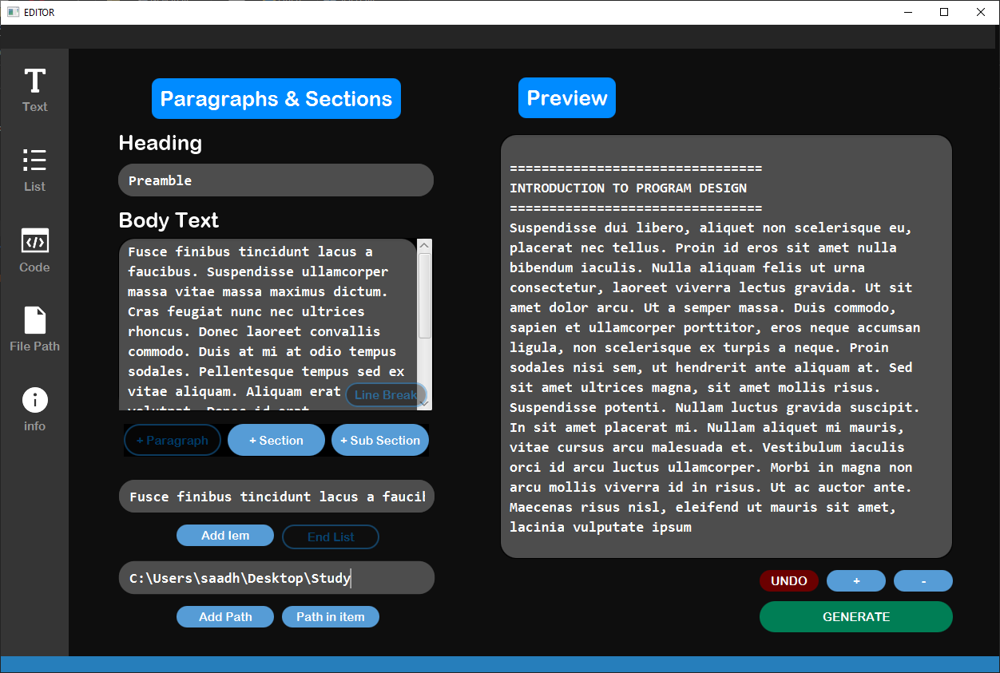 EDITOR
Text
List
Code
File Path
info
Paragraphs & Sections
Heading
Preamble
Body Text
Fusce finibus tincidunt lacus a
faucibus. Suspendisse ullamcorper
massa vitae massa maximus dictum.
Cras feugiat nunc nec ultrices
rhoncus. Donec laoreet convallis
commodo. Duis at mi at odio tempus
sodales. Pellentesque tempus sed ex
vitae aliquam. Aliquam erat
volutpat. Donec id erat
Line Break
+ Paragraph
+ Section
+ Sub Section
Fusce finibus tincidunt lacus a faucil
Add Iem
End List
C:\Users\saadh\Desktop\Study
Add Path
Path in item
Preview
================================
INTRODUCTION TO PROGRAM DESIGN
================================
Suspendisse dui libero, aliquet non scelerisque eu,
placerat nec tellus. Proin id eros sit amet nulla
bibendum iaculis. Nulla aliquam felis ut urna
consectetur, laoreet viverra lectus gravida. Ut sit
amet dolor arcu. Ut a semper massa. Duis commodo,
sapien et ullamcorper porttitor, eros neque accumsan
ligula, non scelerisque ex turpis a neque. Proin
sodales nisi sem, ut hendrerit ante aliquam at. Sed
sit amet ultrices magna, sit amet mollis risus.
Suspendisse potenti. Nullam luctus gravida suscipit.
In sit amet placerat mi. Nullam aliquet mi mauris,
vitae cursus arcu malesuada et. Vestibulum iaculis
orci id arcu luctus ullamcorper. Morbi in magna non
arcu mollis viverra id in risus. Ut ac auctor ante.
Maecenas risus nisl, eleifend ut mauris sit amet,
lacinia vulputate ipsum
UNDO
+
-
GENERATE